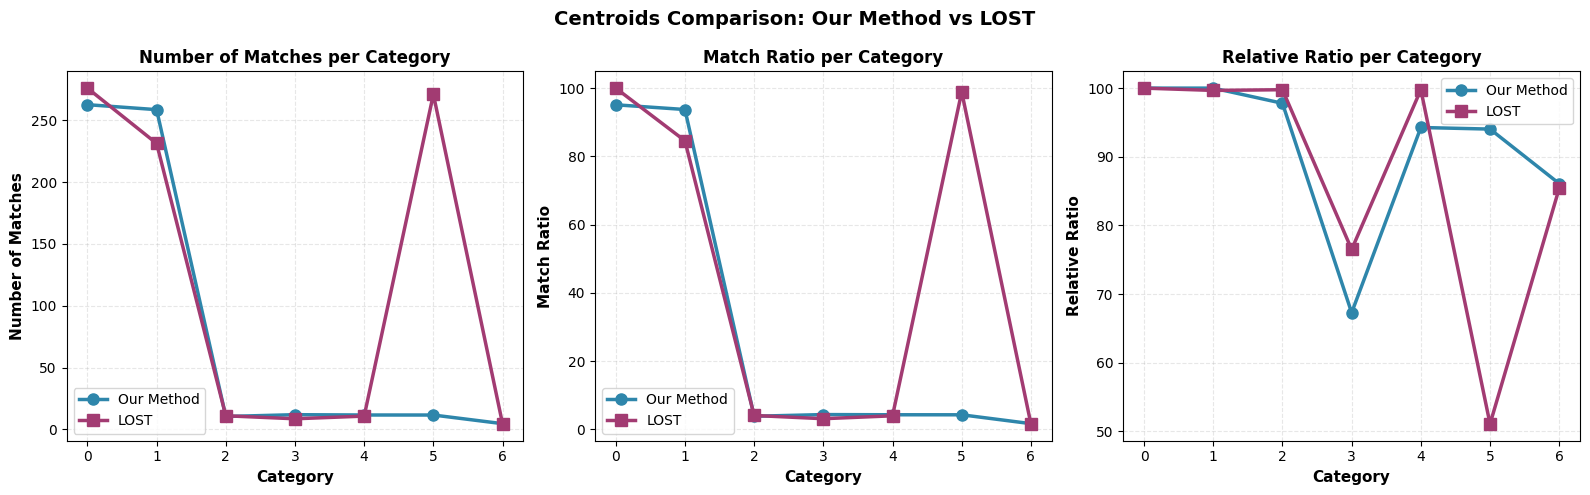 Centroids Comparison: Our Method vs LOST
Number of Matches per Category
Number of Matches
250
200
150
100
50
0
0 1 2 3 4 5 6
Category
Our Method
LOST
Match Ratio per Category
Match Ratio
100
80
60
40
20
0
0 1 2 3 4 5 6
Category
Our Method
LOST
Relative Ratio per Category
Relative Ratio
100
90
80
70
60
50
0 1 2 3 4 5 6
Category
Our Method
LOST